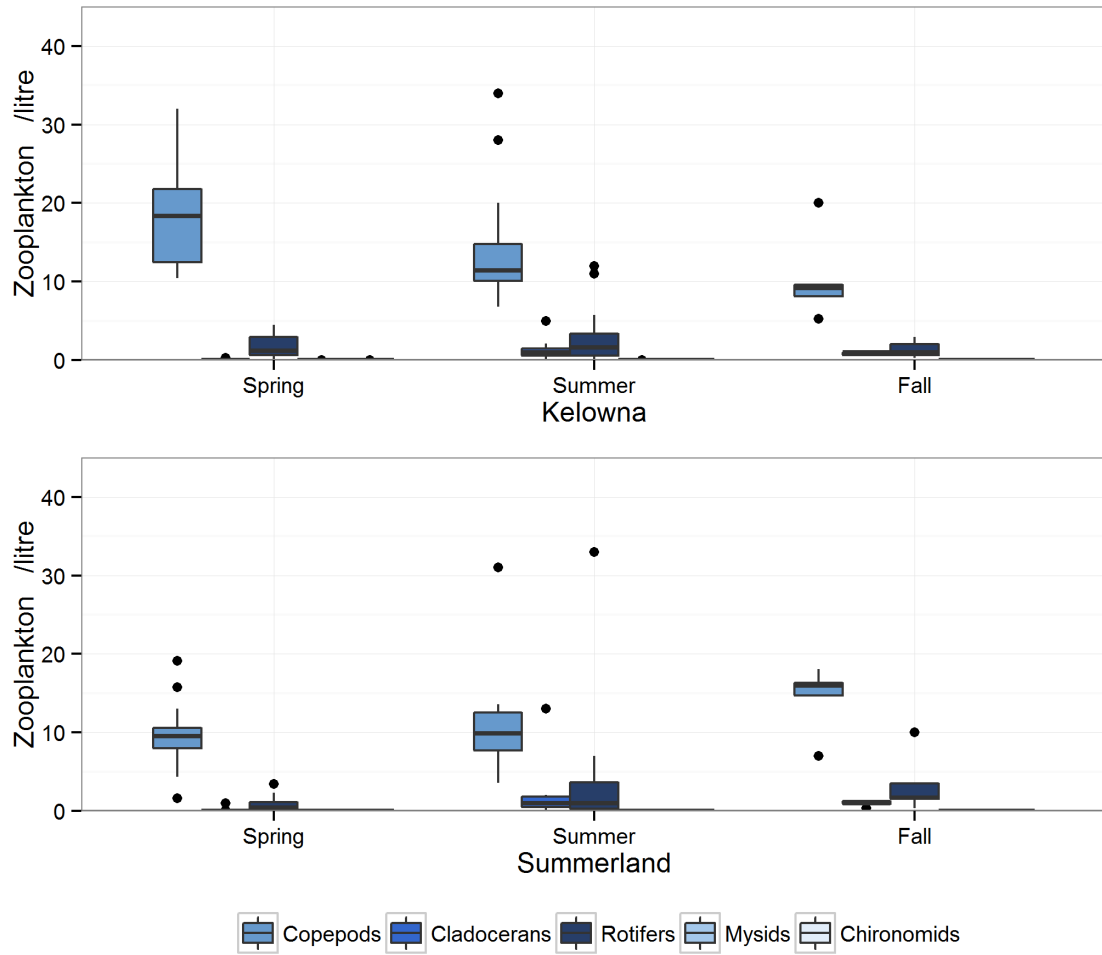 Zooplankton /litre
40
30
20
10
0
Spring Summer Fall
Kelowna
Zooplankton /litre
40
30
20
10
0
Spring Summer Fall
Summerland
Copepods Cladocerans Rotifers Mysids Chironomids